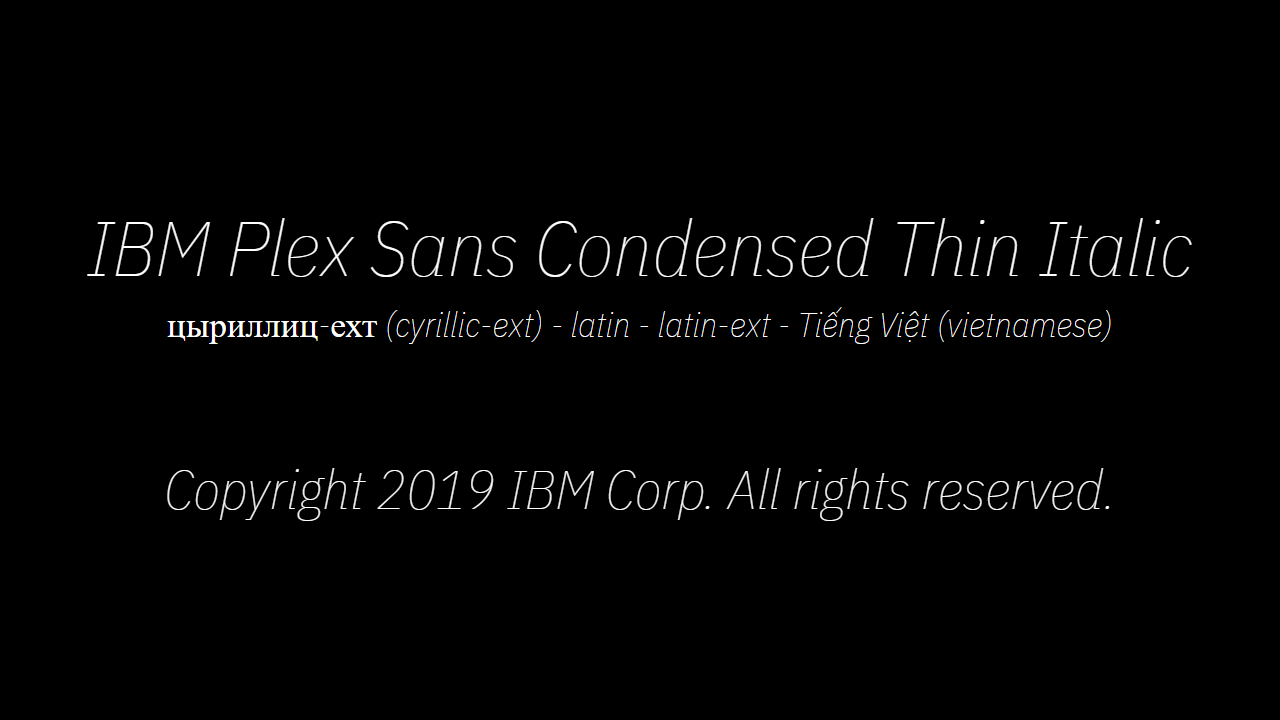 IBM Plex Sans Condensed Thin Italic
цыриллиц-ехт (cyrillic-ext) - latin - latin-ext - Tiếng Việt (vietnamese)
Copyright 2019 IBM Corp. All rights reserved.